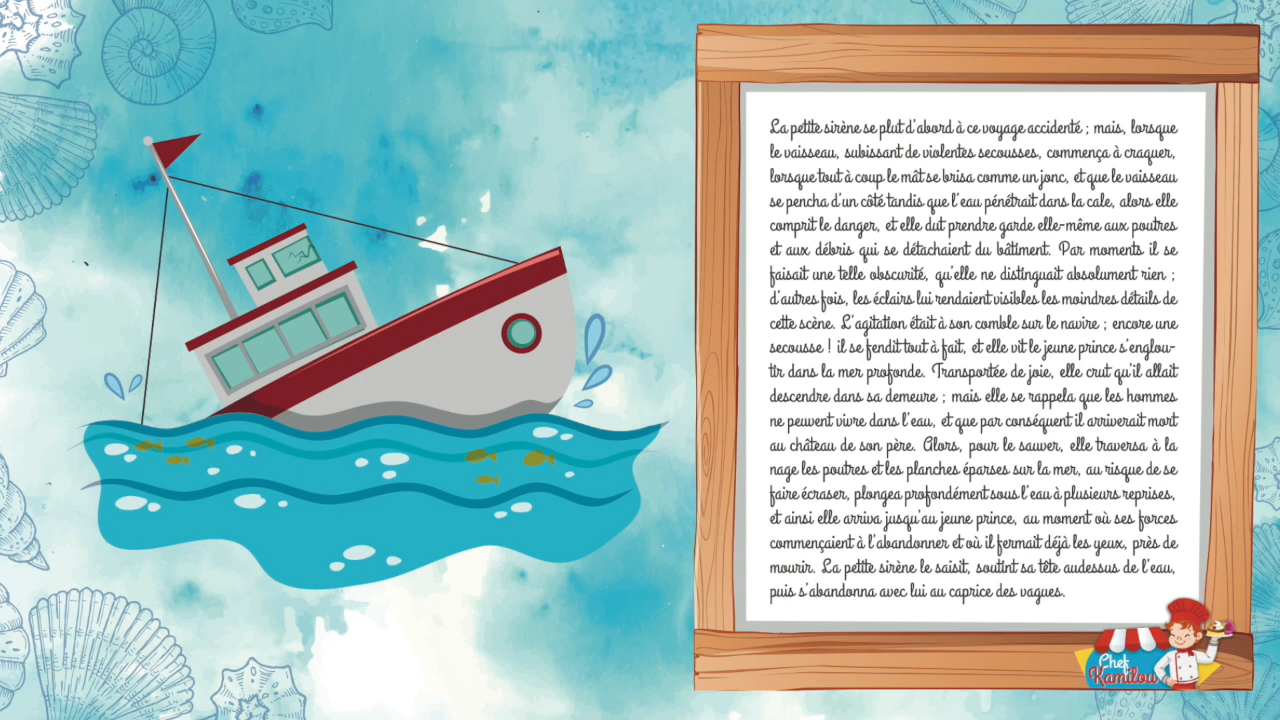 La petite sirène se plut d'abord à ce voyage accidenté ; mais, lorsque
le vaisseau, subissant de violentes secousses, commença à craquer,
lorsque tout à coup le mât se brisa comme un jonc, et que le vaisseau
se pencha d'un côté tandis que l'eau pénétrait dans la cale, alors elle
comprit le danger, et elle dut prendre garde elle-même aux poutres
et aux débris qui se détachaient du bâtiment. Par moments il se
faisait une telle obscurité, qu'elle ne distinguait absolument rien ;
d'autres fois, les éclairs lui rendaient visibles les moindres détails de
cette scène. L'agitation était à son comble sur le navire ; encore une
secousse ! il se fendit tout à fait, et elle vit le jeune prince s'englou-
tir dans la mer profonde. Transportée de joie, elle crut qu'il allait
descendre dans sa demeure ; mais elle se rappela que les hommes
ne peuvent vivre dans l'eau, et que par conséquent il arriverait mort
au château de son père. Alors, pour le sauver, elle traversa à la
nage les poutres et les planches éparses sur la mer, au risque de se
faire écraser, plongea profondément sous l'eau à plusieurs reprises,
et ainsi elle arriva jusqu'au jeune prince, au moment où ses forces
commençaient à l'abandonner et où il fermait déjà les yeux, près de
mourir. La petite sirène le saisit, soutint sa tête audessus de l'eau,
puis s'abandonna avec lui au caprice des vagues.
Chef
Kamilou